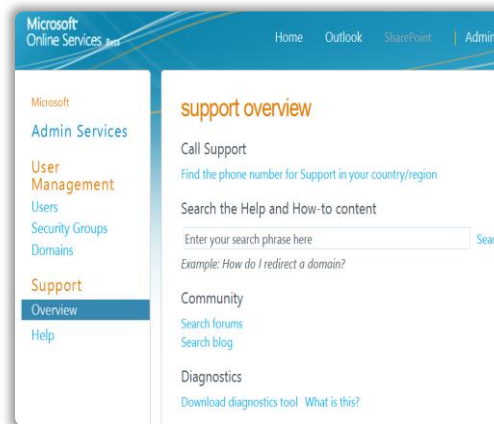 Microsoft
Online Services Beta
Home Outlook SharePoint | Admin
Microsoft
Admin Services
User
Management
Users
Security Groups
Domains
Support
Overview
Help
support overview
Call Support
Find the phone number for Support in your country/region
Search the Help and How-to content
Enter your search phrase here
Example: How do I redirect a domain?
Community
Search forums
Search blog
Diagnostics
Download diagnostics tool What is this?